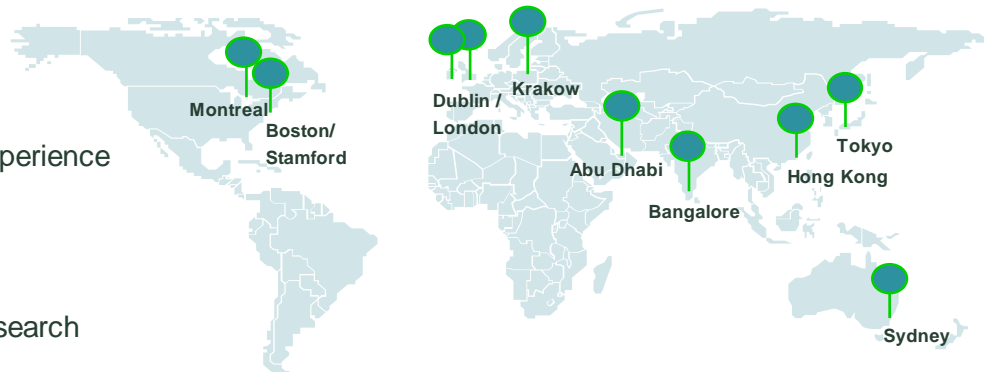 Montreal
Boston/
Stamford
Dublin /
London
Krakow
Abu Dhabi
Bangalore
Tokyo
Hong Kong
Sydney
perience
search